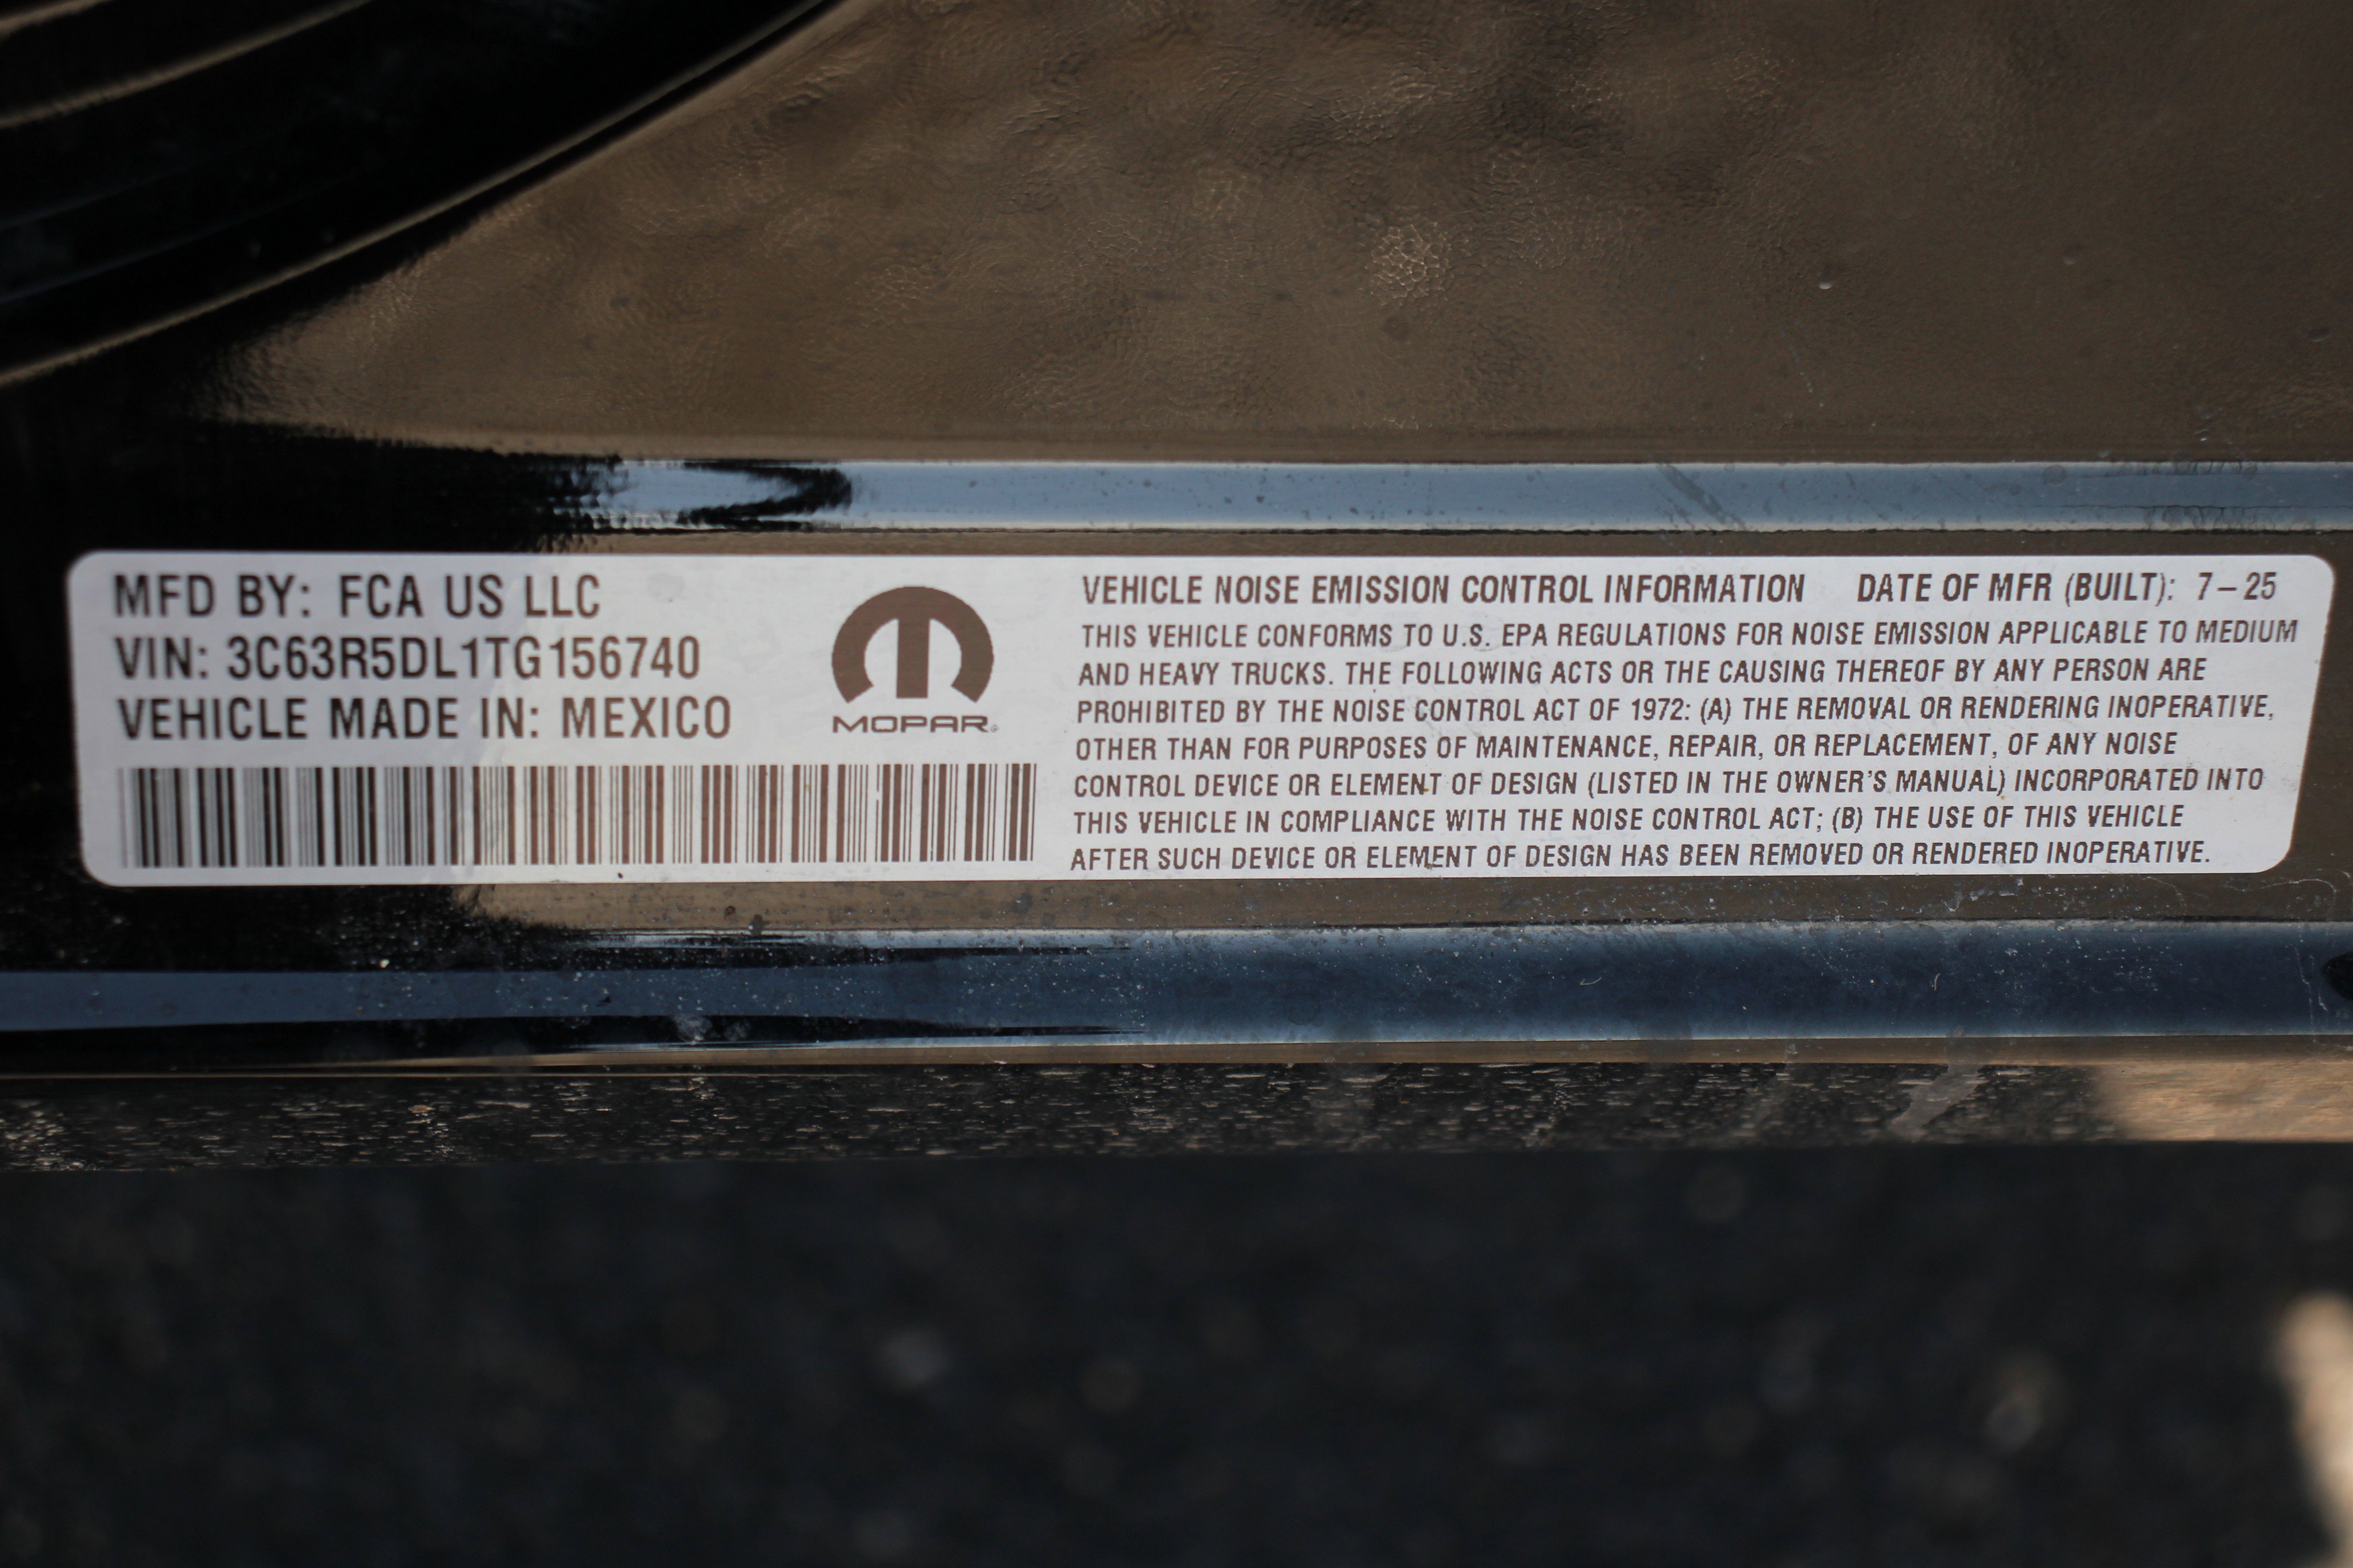 MFD BY: FCA US LLC
VIN: 3C63R5DL1TG156740
VEHICLE MADE IN: MEXICO
MOPAR®
VEHICLE NOISE EMISSION CONTROL INFORMATION DATE OF MFR (BUILT): 7-25
THIS VEHICLE CONFORMS TO U.S. EPA REGULATIONS FOR NOISE EMISSION APPLICABLE TO MEDIUM
AND HEAVY TRUCKS. THE FOLLOWING ACTS OR THE CAUSING THEREOF BY ANY PERSON ARE
PROHIBITED BY THE NOISE CONTROL ACT OF 1972: (A) THE REMOVAL OR RENDERING INOPERATIVE,
OTHER THAN FOR PURPOSES OF MAINTENANCE, REPAIR, OR REPLACEMENT, OF ANY NOISE
CONTROL DEVICE OR ELEMENT OF DESIGN (LISTED IN THE OWNER'S MANUAL) INCORPORATED INTO
THIS VEHICLE IN COMPLIANCE WITH THE NOISE CONTROL ACT; (B) THE USE OF THIS VEHICLE
AFTER SUCH DEVICE OR ELEMENT OF DESIGN HAS BEEN REMOVED OR RENDERED INOPERATIVE.